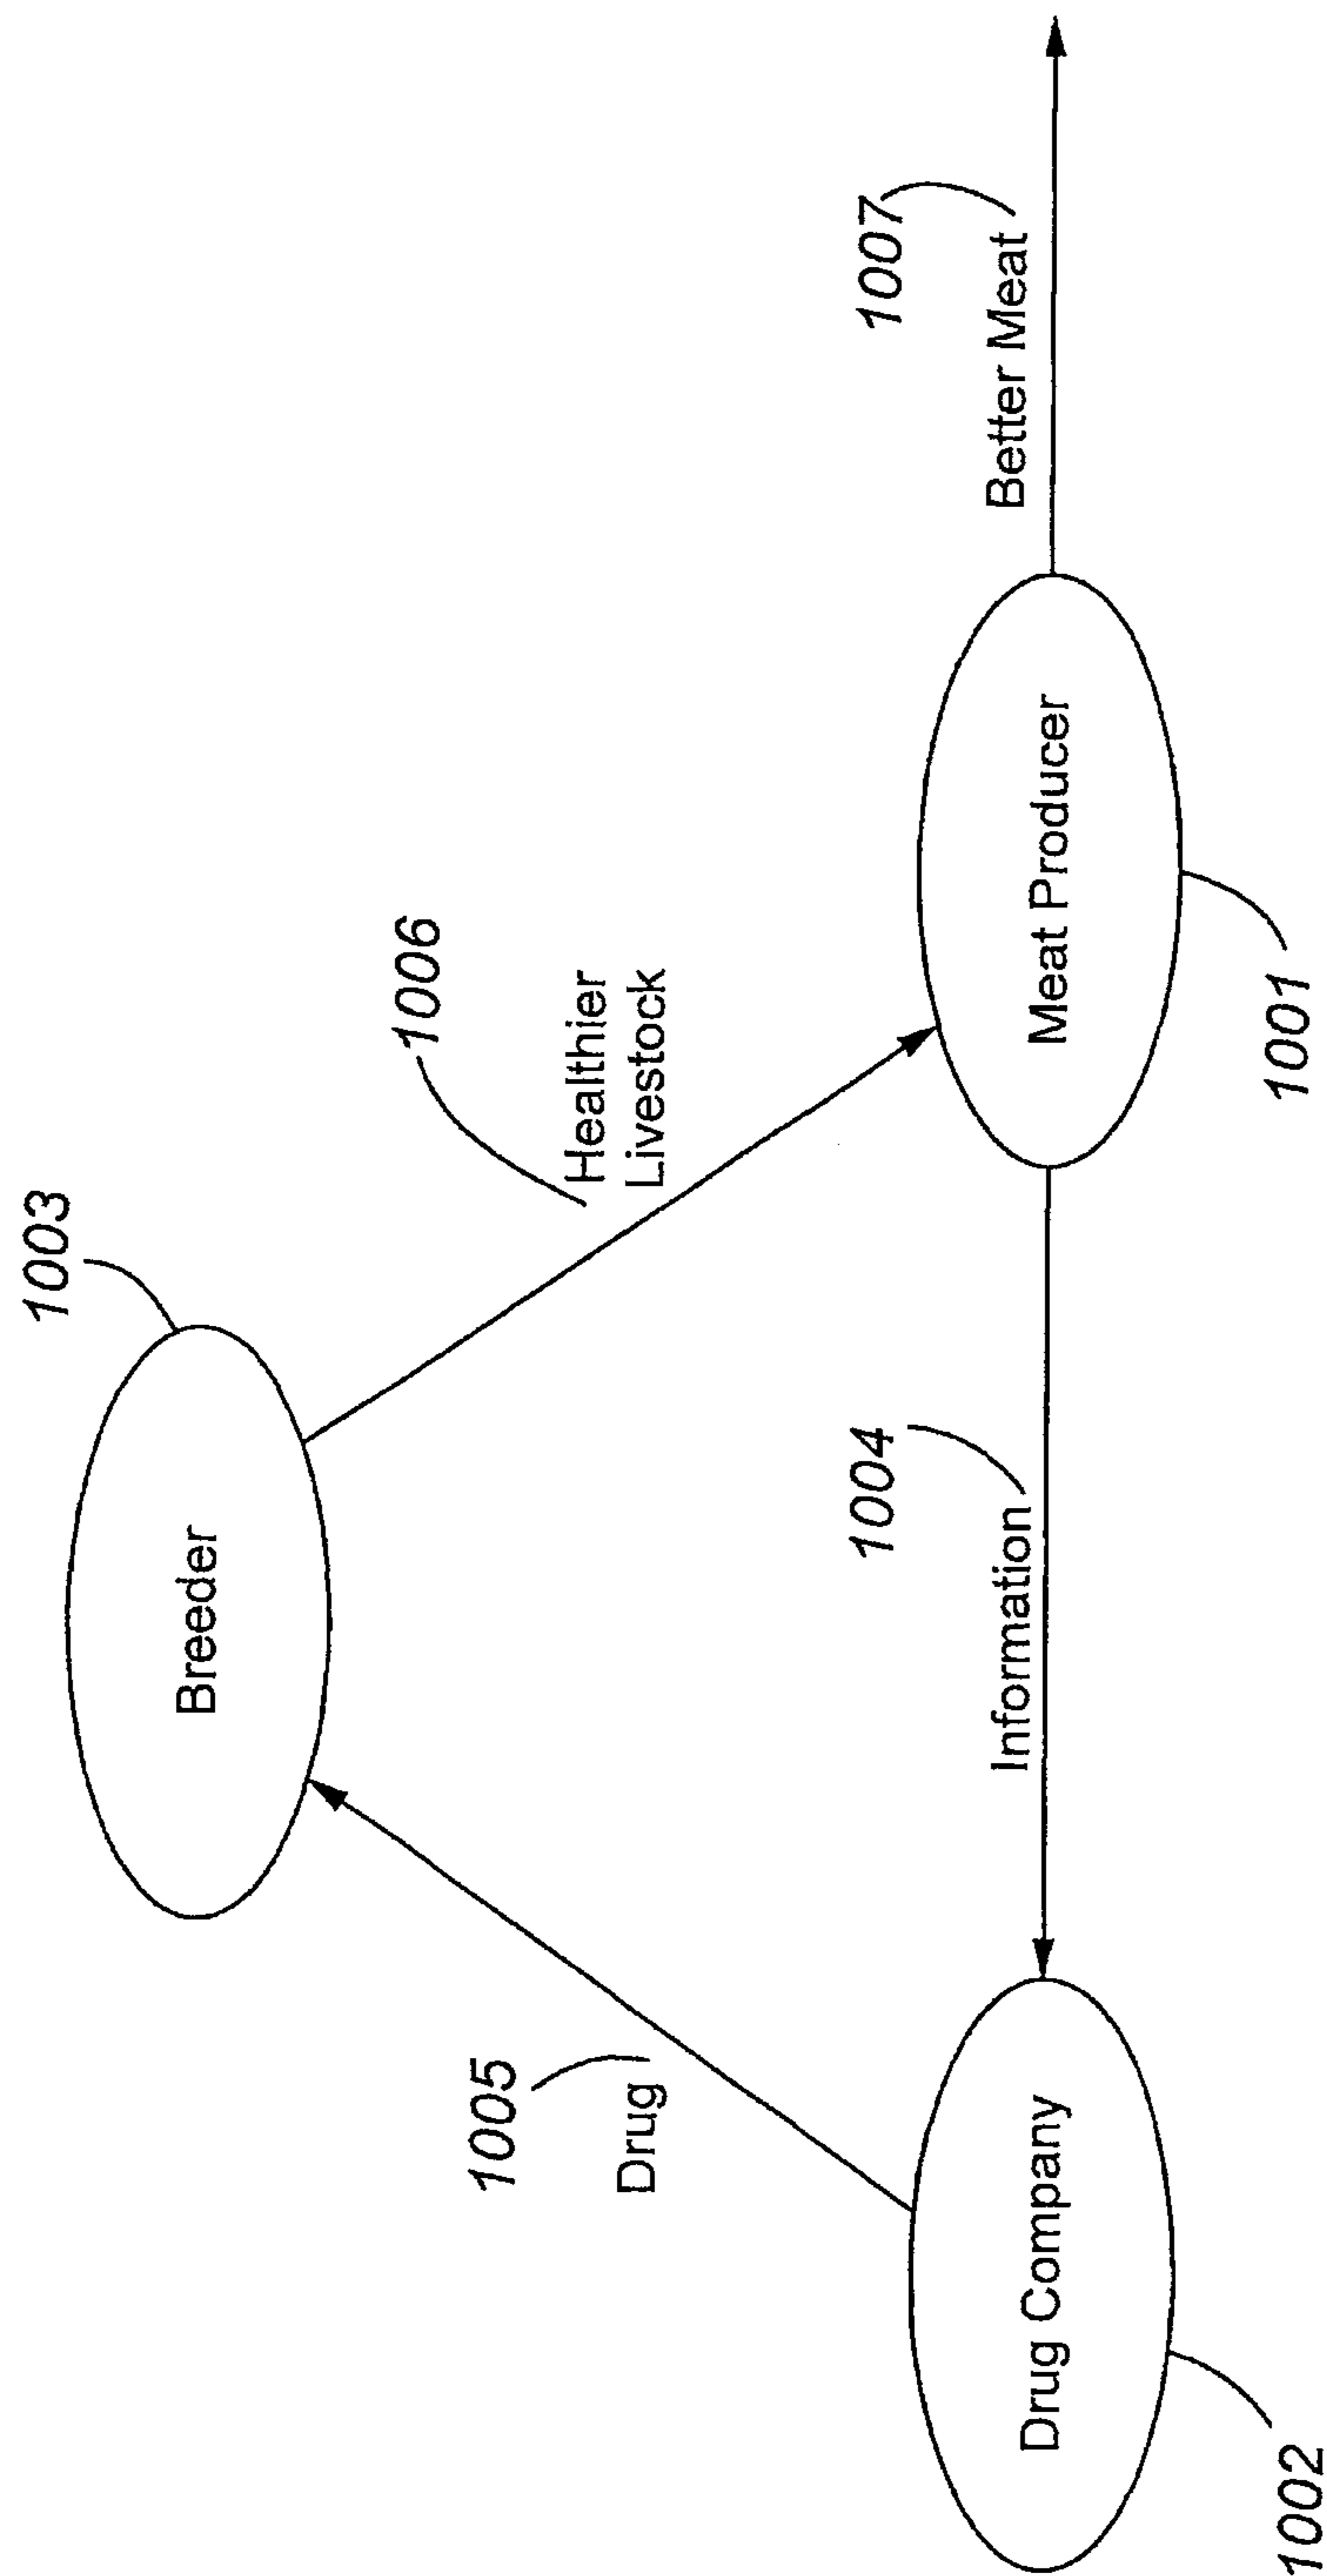 1003
Breeder
1006
Healthier
Livestock
1005
Drug
1004
Information
1007
Better Meat
Drug Company
Meat Producer
1002
1001